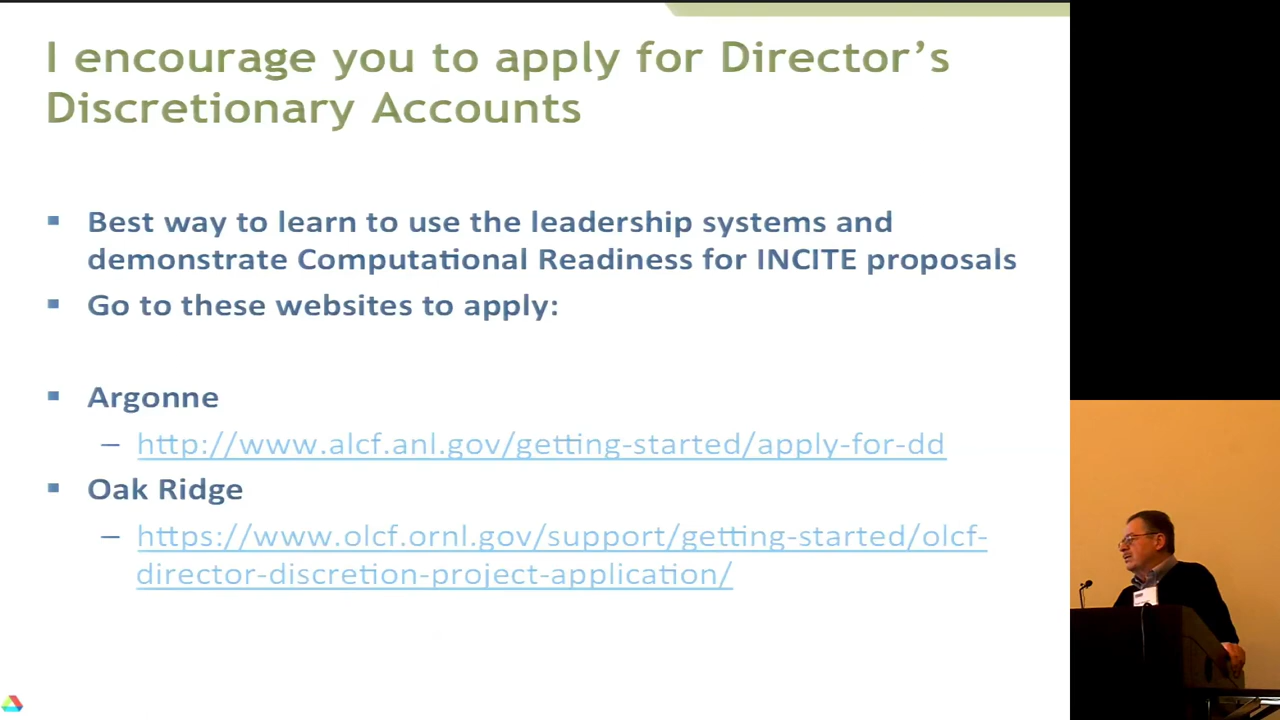 I encourage you to apply for Director’s
Discretionary Accounts
Best way to learn to use the leadership systems and
demonstrate Computational Readiness for INCITE proposals
Go to these websites to apply:
Argonne
– http://www.alcf.anl.gov/getting-started/apply-for-dd
Oak Ridge
– https://www.olcf.ornl.gov/support/getting-started/olcf-
director-discretion-project-application/